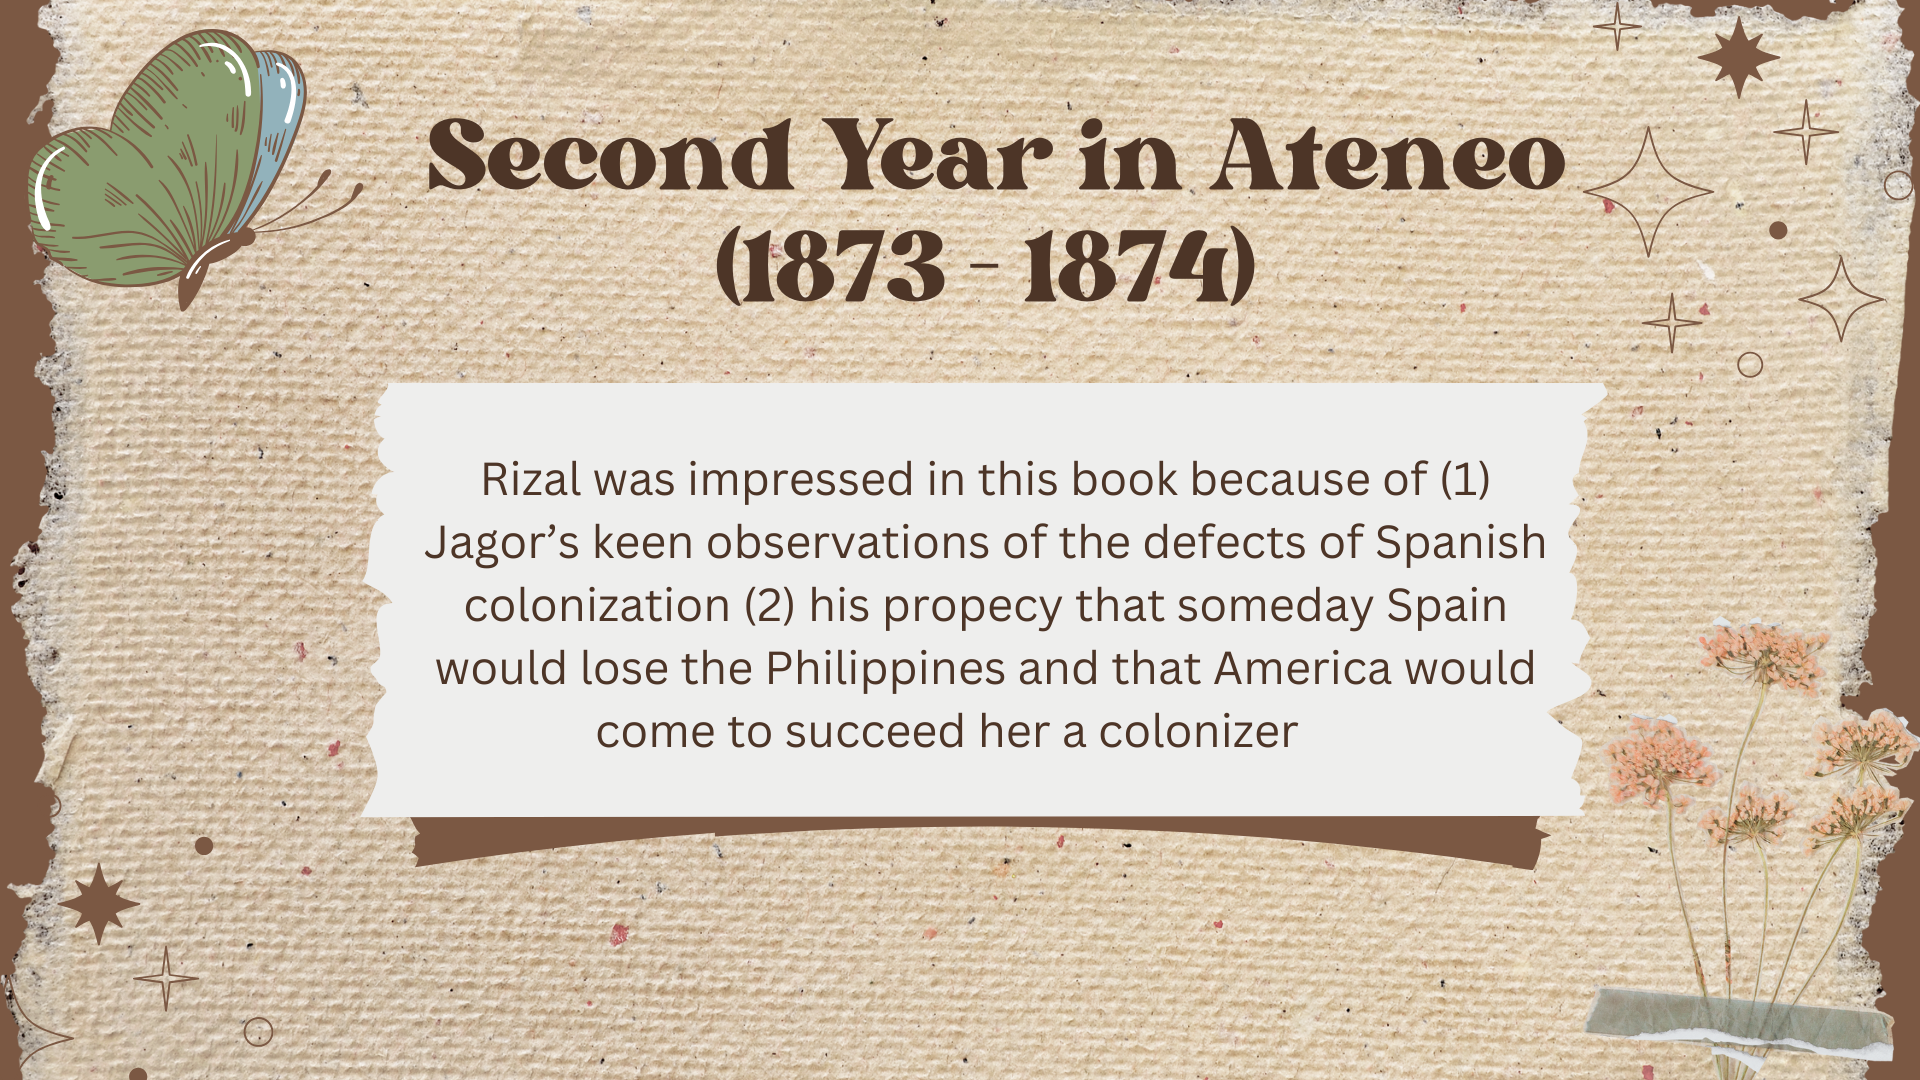 Second Year in Ateneo
(1873 - 1874)
Rizal was impressed in this book because of (1)
Jagor’s keen observations of the defects of Spanish
colonization (2) his propecy that someday Spain
would lose the Philippines and that America would
come to succeed her a colonizer